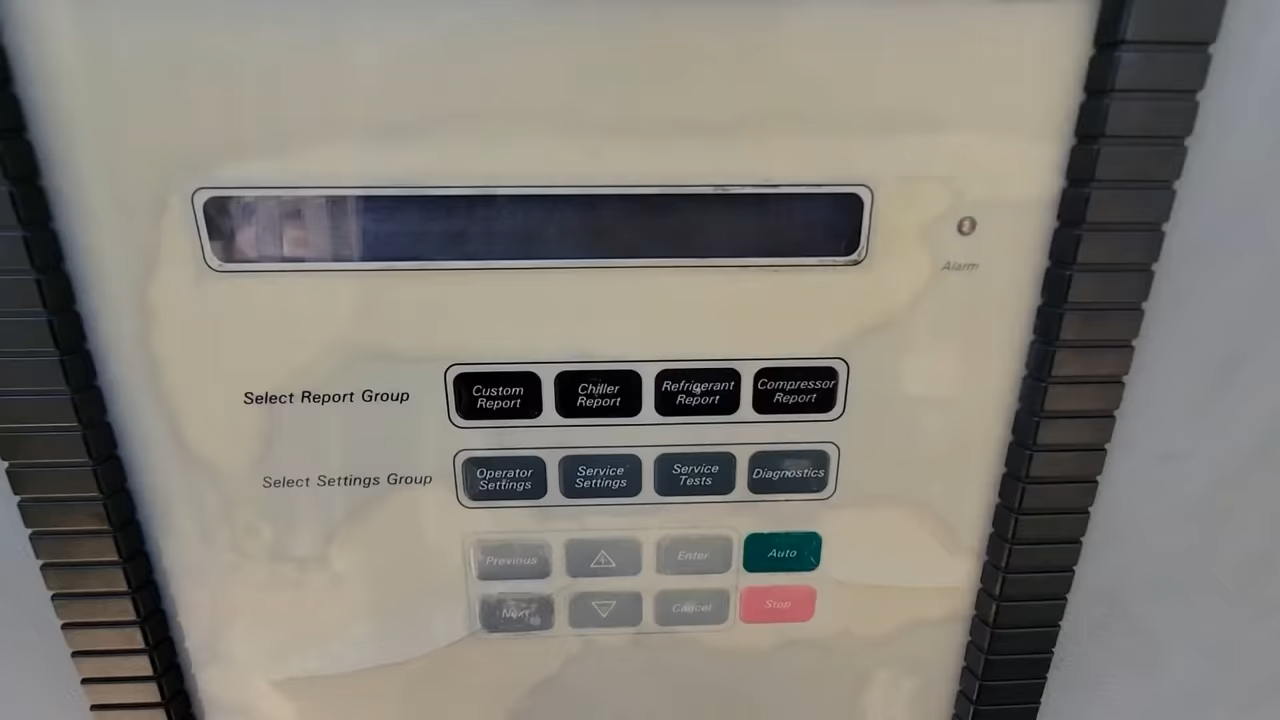 Alarm
Select Report Group
Custom
Report
Chiller
Report
Refrigerant
Report
Compressor
Report
Select Settings Group
Operator
Settings
Service
Settings
Service
Tests
Diagnostics
Previous
Enter
Auto
Next
Cancel
Stop